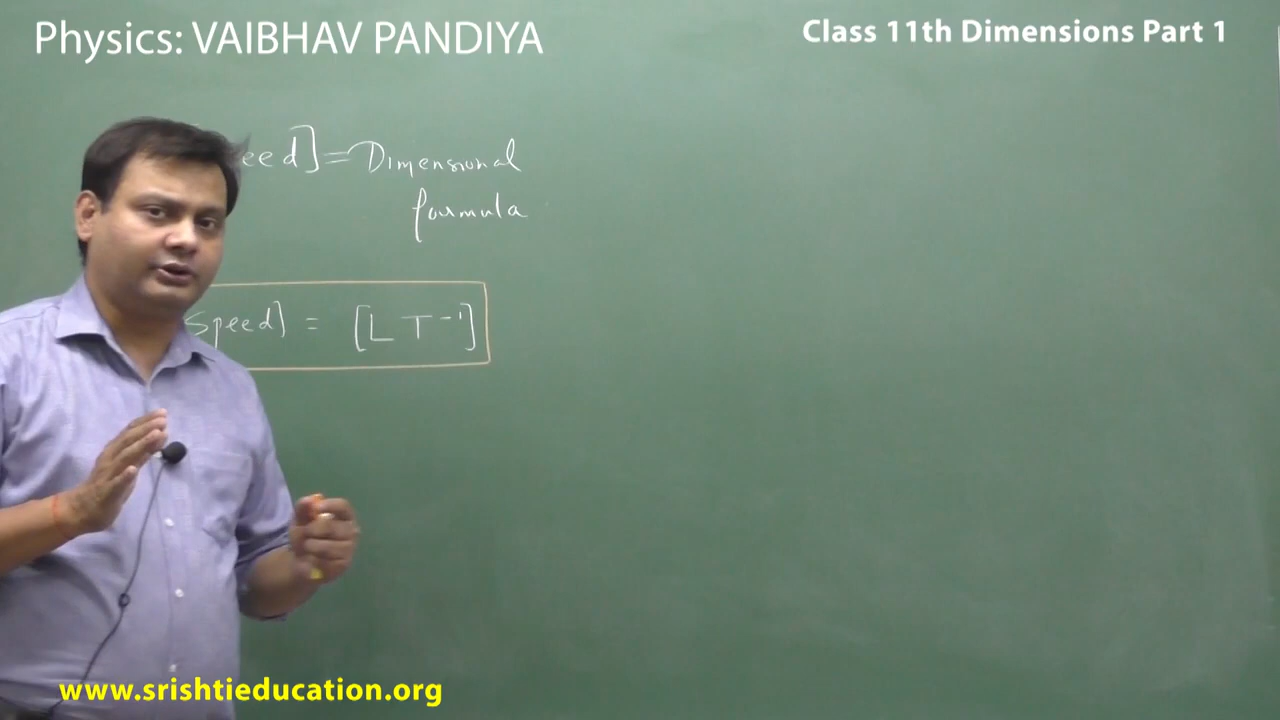 Physics: VAIBHAV PANDIYA
Class 11th Dimensions Part 1
eed] = Dimensional
formula
Speed] = [L T⁻¹]
www.srishtieducation.org